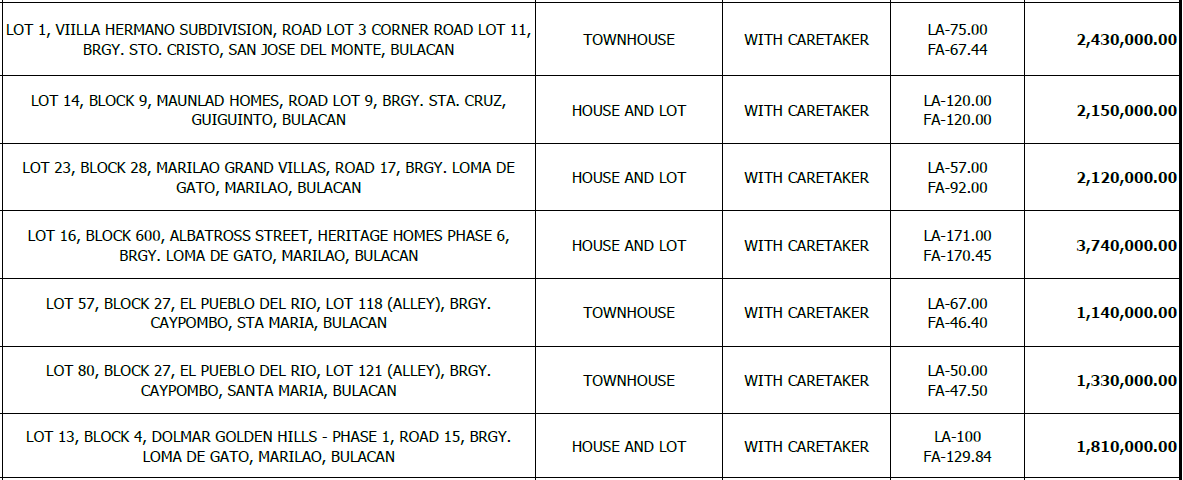 LOT 1, VIILLA HERMANO SUBDIVISION, ROAD LOT 3 CORNER ROAD LOT 11,
BRGY. STO. CRISTO, SAN JOSE DEL MONTE, BULACAN
TOWNHOUSE
WITH CARETAKER
LA-75.00
FA-67.44
2,430,000.00
LOT 14, BLOCK 9, MAUNLAD HOMES, ROAD LOT 9, BRGY. STA. CRUZ,
GUIGUINTO, BULACAN
HOUSE AND LOT
WITH CARETAKER
LA-120.00
FA-120.00
2,150,000.00
LOT 23, BLOCK 28, MARILAO GRAND VILLAS, ROAD 17, BRGY. LOMA DE
GATO, MARILAO, BULACAN
HOUSE AND LOT
WITH CARETAKER
LA-57.00
FA-92.00
2,120,000.00
LOT 16, BLOCK 600, ALBATROSS STREET, HERITAGE HOMES PHASE 6,
BRGY. LOMA DE GATO, MARILAO, BULACAN
HOUSE AND LOT
WITH CARETAKER
LA-171.00
FA-170.45
3,740,000.00
LOT 57, BLOCK 27, EL PUEBLO DEL RIO, LOT 118 (ALLEY), BRGY.
CAYPOMBO, STA MARIA, BULACAN
TOWNHOUSE
WITH CARETAKER
LA-67.00
FA-46.40
1,140,000.00
LOT 80, BLOCK 27, EL PUEBLO DEL RIO, LOT 121 (ALLEY), BRGY.
CAYPOMBO, SANTA MARIA, BULACAN
TOWNHOUSE
WITH CARETAKER
LA-50.00
FA-47.50
1,330,000.00
LOT 13, BLOCK 4, DOLMAR GOLDEN HILLS - PHASE 1, ROAD 15, BRGY.
LOMA DE GATO, MARILAO, BULACAN
HOUSE AND LOT
WITH CARETAKER
LA-100
FA-129.84
1,810,000.00